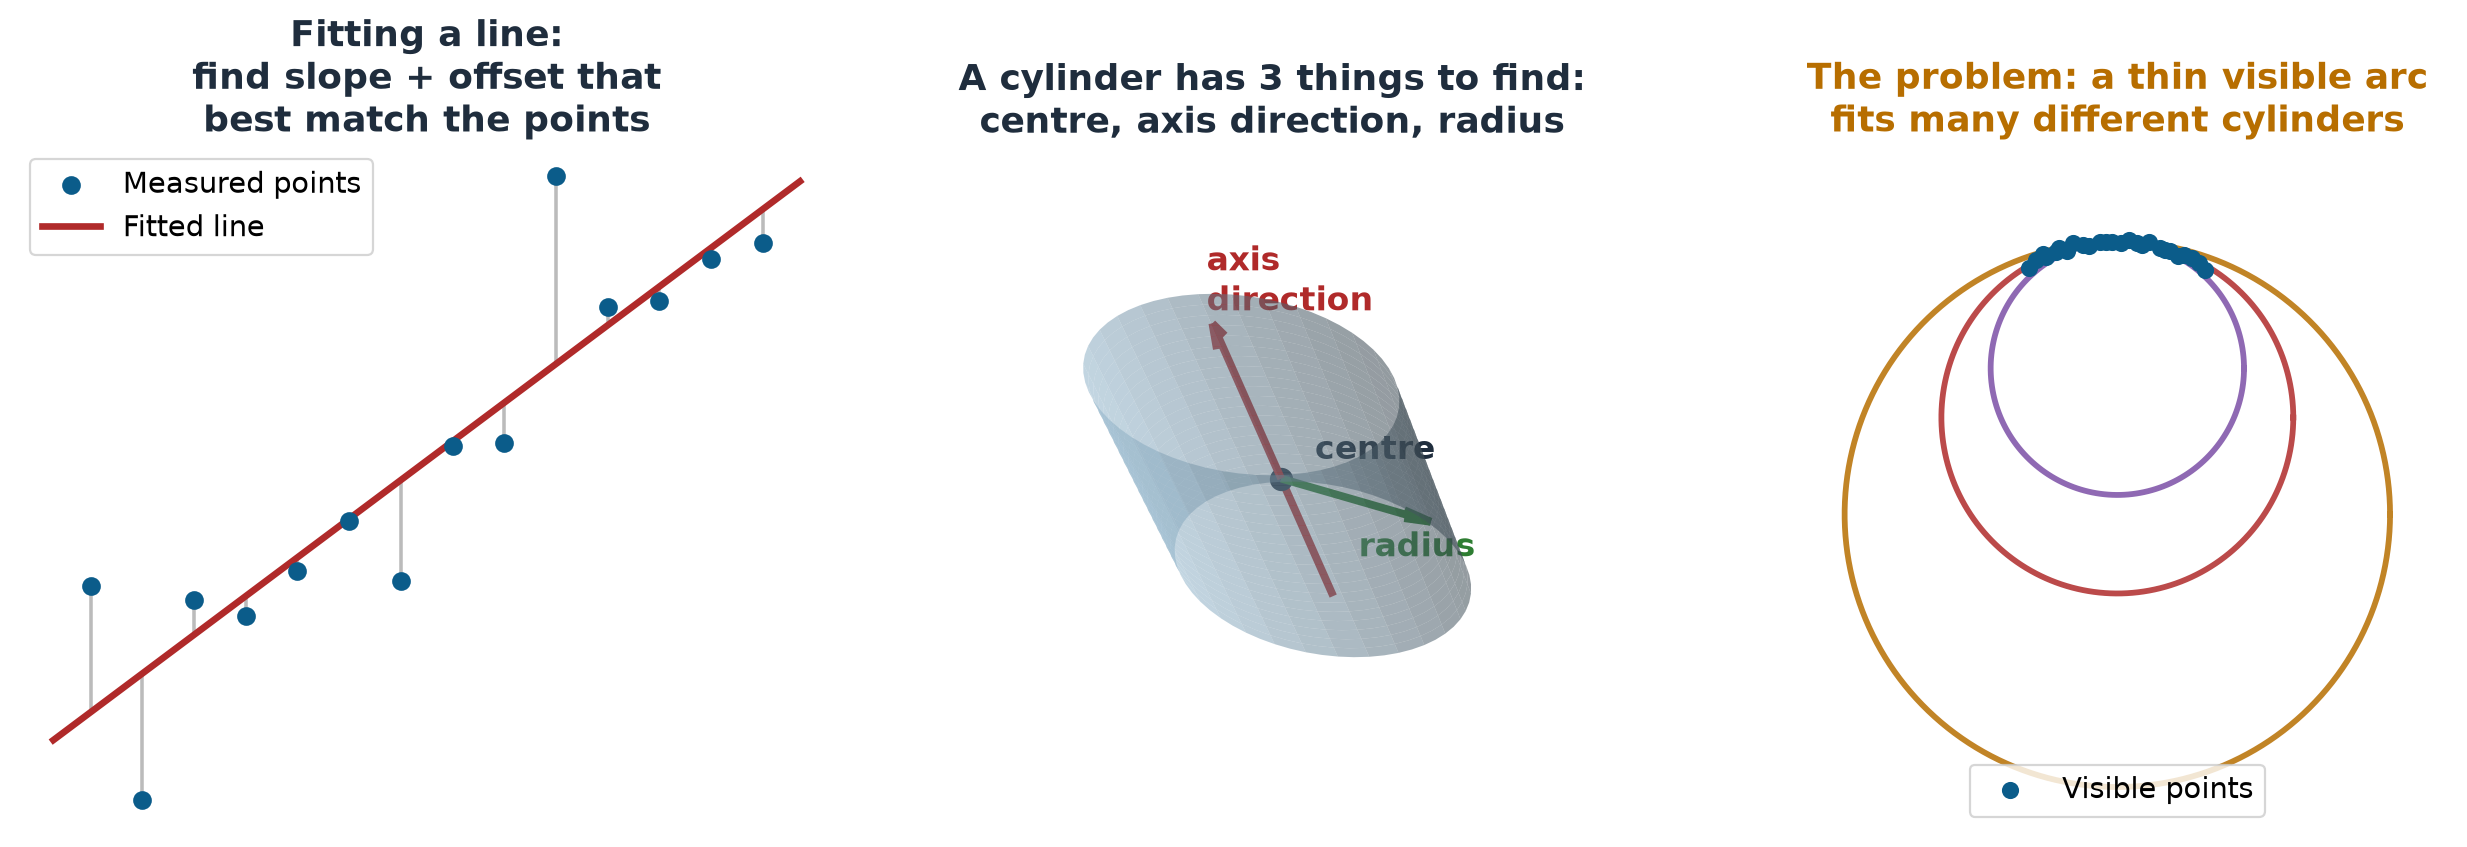 Fitting a line:
find slope + offset that
best match the points
Measured points
Fitted line
A cylinder has 3 things to find:
centre, axis direction, radius
axis
direction
centre
radius
The problem: a thin visible arc
fits many different cylinders
Visible points